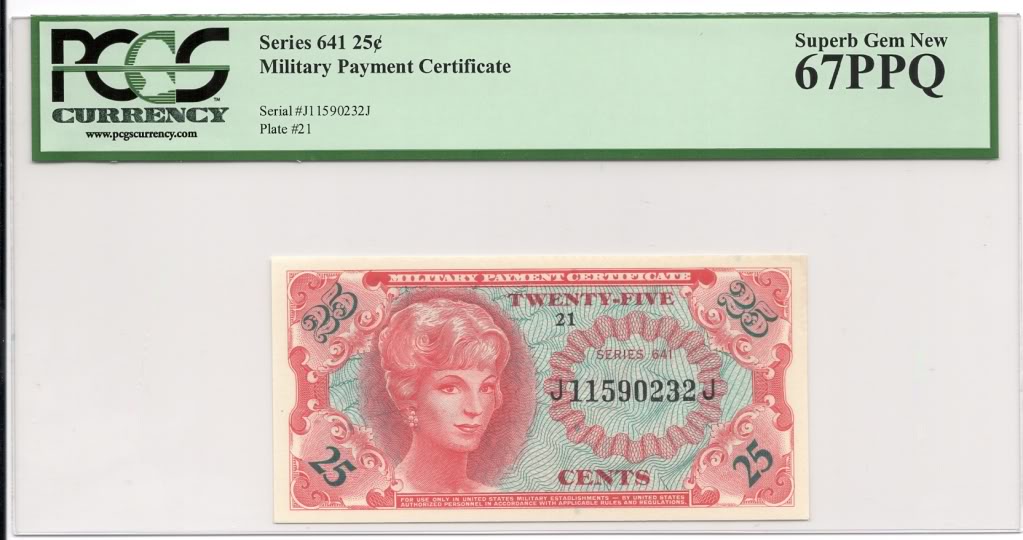 PCGS
CURRENCY™
www.pcgscurrency.com
Series 641 25¢
Military Payment Certificate
Serial #J11590232J
Plate #21
Superb Gem New
67PPQ
MILITARY PAYMENT CERTIFICATE
25
25
TWENTY-FIVE
21
SERIES 641
J11590232J
25
25
CENTS
FOR USE ONLY IN UNITED STATES MILITARY ESTABLISHMENTS — BY UNITED STATES
AUTHORIZED PERSONNEL IN ACCORDANCE WITH APPLICABLE RULES AND REGULATIONS.